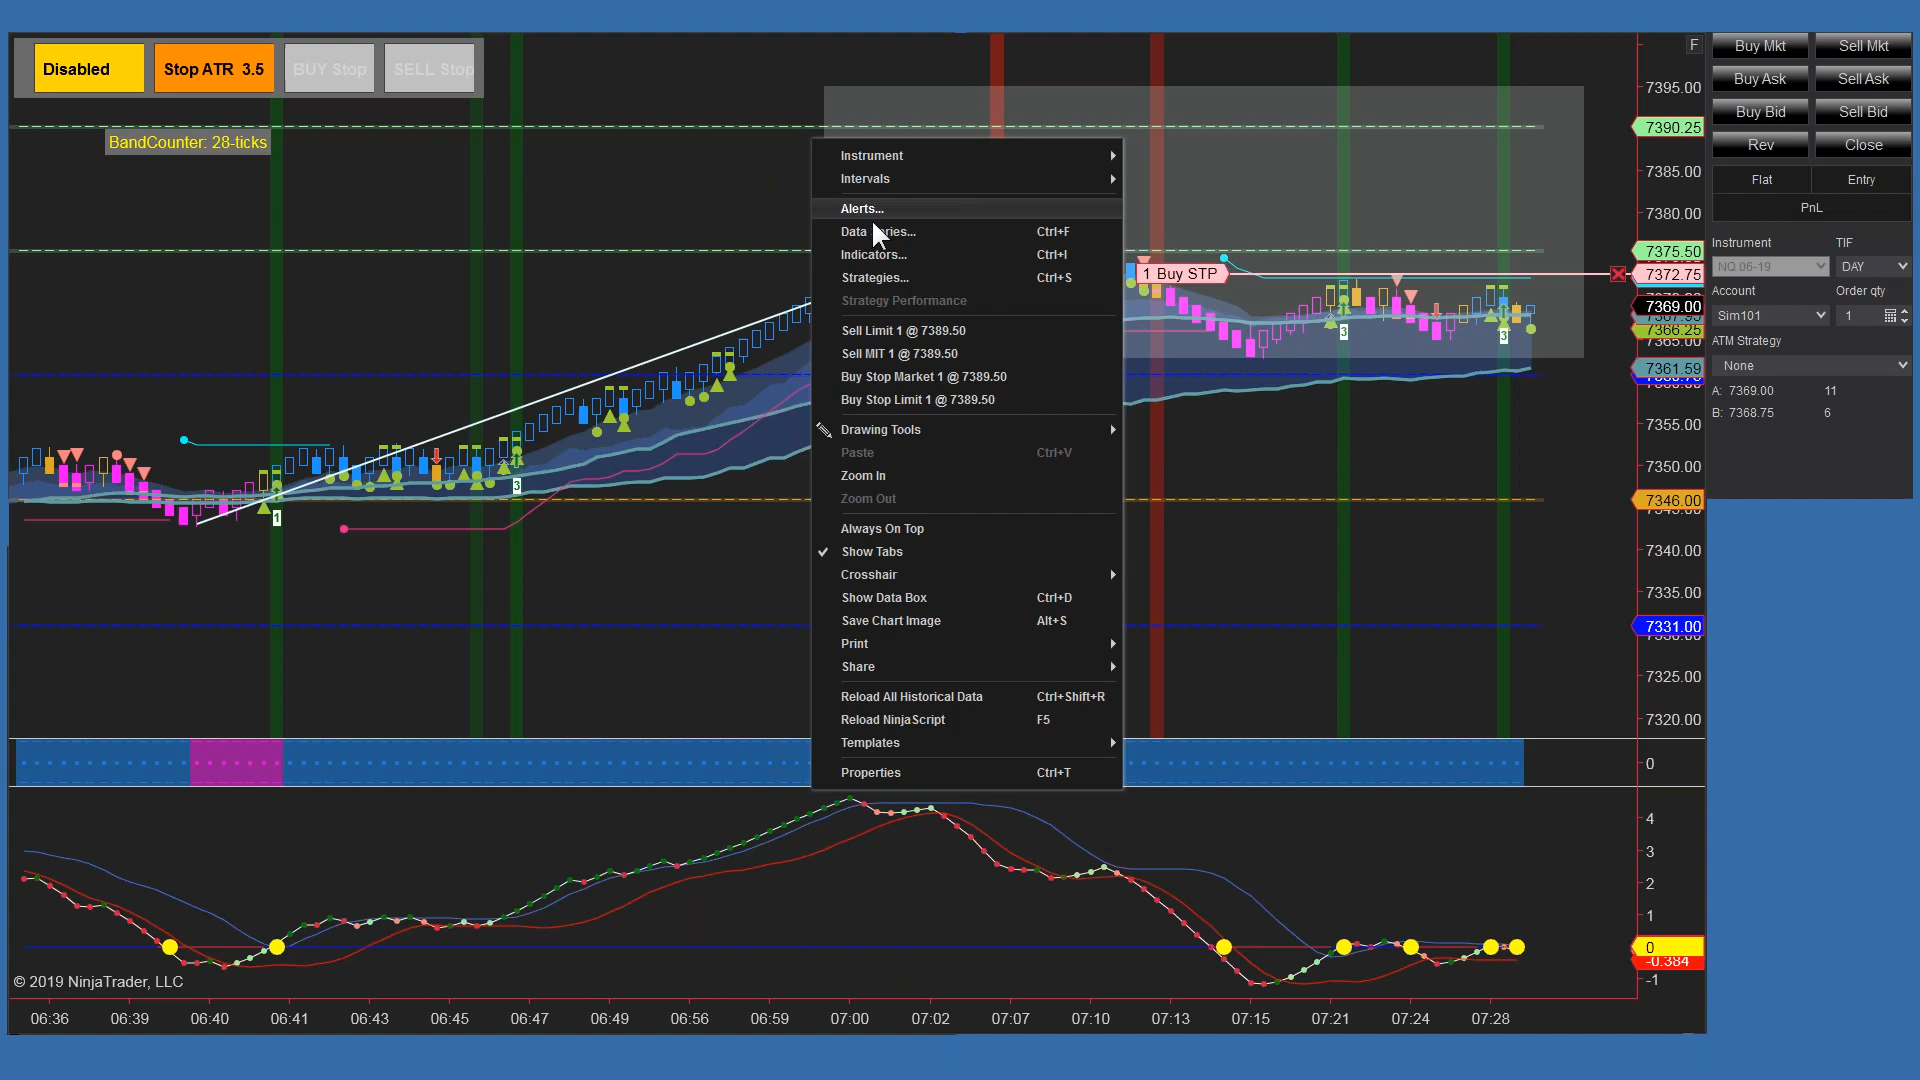 Disabled
Stop ATR 3.5
BUY Stop
SELL Stop
BandCounter: 28-ticks
1
3
Instrument
Intervals
Alerts...
Data
Ctrl+F
Indicators...
Ctrl+I
Strategies...
Ctrl+S
Strategy Performance
Sell Limit 1 @ 7389.50
Sell MIT 1 @ 7389.50
Buy Stop Market 1 @ 7389.50
Buy Stop Limit 1 @ 7389.50
Drawing Tools
Paste
Ctrl+V
Zoom In
Zoom Out
Always On Top
Show Tabs
Crosshair
Show Data Box
Ctrl+D
Save Chart Image
Alt+S
Print
Share
Reload All Historical Data
Ctrl+Shift+R
Reload NinjaScript
F5
Templates
Properties
Ctrl+T
1 Buy STP
3
3
F
7395.00
7390.25
7385.00
7380.00
7375.50
7372.75
7369.00
7366.25
7365.00
7361.59
7355.00
7350.00
7346.00
7340.00
7335.00
7331.00
7325.00
7320.00
0
4
3
2
1
0
-0.384
-1
Buy Mkt
Sell Mkt
Buy Ask
Sell Ask
Buy Bid
Sell Bid
Rev
Close
Flat
Entry
PnL
Instrument
TIF
NQ 06-19
DAY
Account
Order qty
Sim101
1
ATM Strategy
None
A: 7369.00
11
B: 7368.75
6
© 2019 NinjaTrader, LLC
06:36 06:39 06:40 06:41 06:43 06:45 06:47 06:49 06:56 06:59 07:00 07:02 07:07 07:10 07:13 07:15 07:21 07:24 07:28